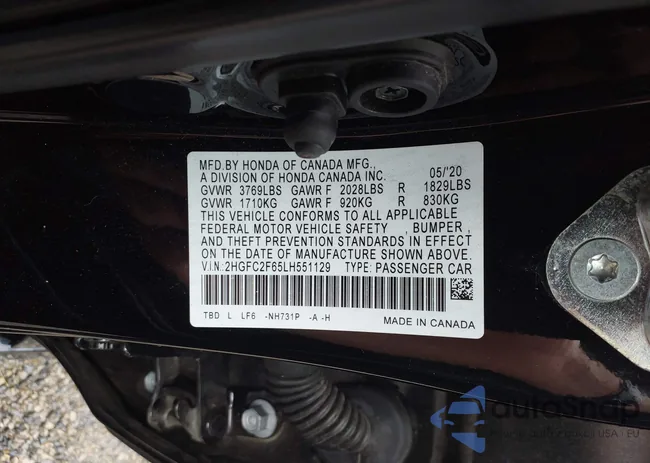 MFD.BY HONDA OF CANADA MFG., 05/'20
A DIVISION OF HONDA CANADA INC.
GVWR 3769LBS GAWR F 2028LBS R 1829LBS
GVWR 1710KG GAWR F 920KG R 830KG
THIS VEHICLE CONFORMS TO ALL APPLICABLE
FEDERAL MOTOR VEHICLE SAFETY , BUMPER ,
AND THEFT PREVENTION STANDARDS IN EFFECT
ON THE DATE OF MANUFACTURE SHOWN ABOVE.
V.I.N.:2HGFC2F65LH551129 TYPE: PASSENGER CAR
TBD L LF6 -NH731P -A -H MADE IN CANADA
autoSnap